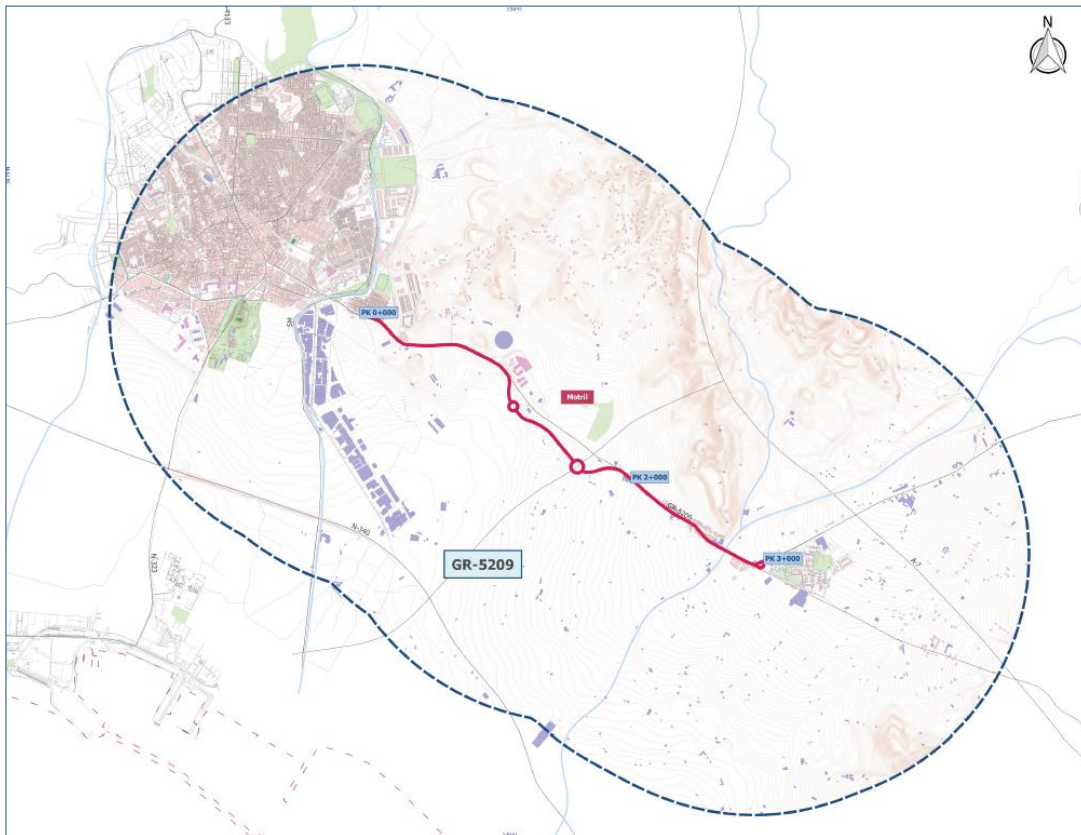 N
PK 0+000
Motril
PK 2+000
GR-5209
N-340
GR-5209
PK 3+000
A-7
N-323